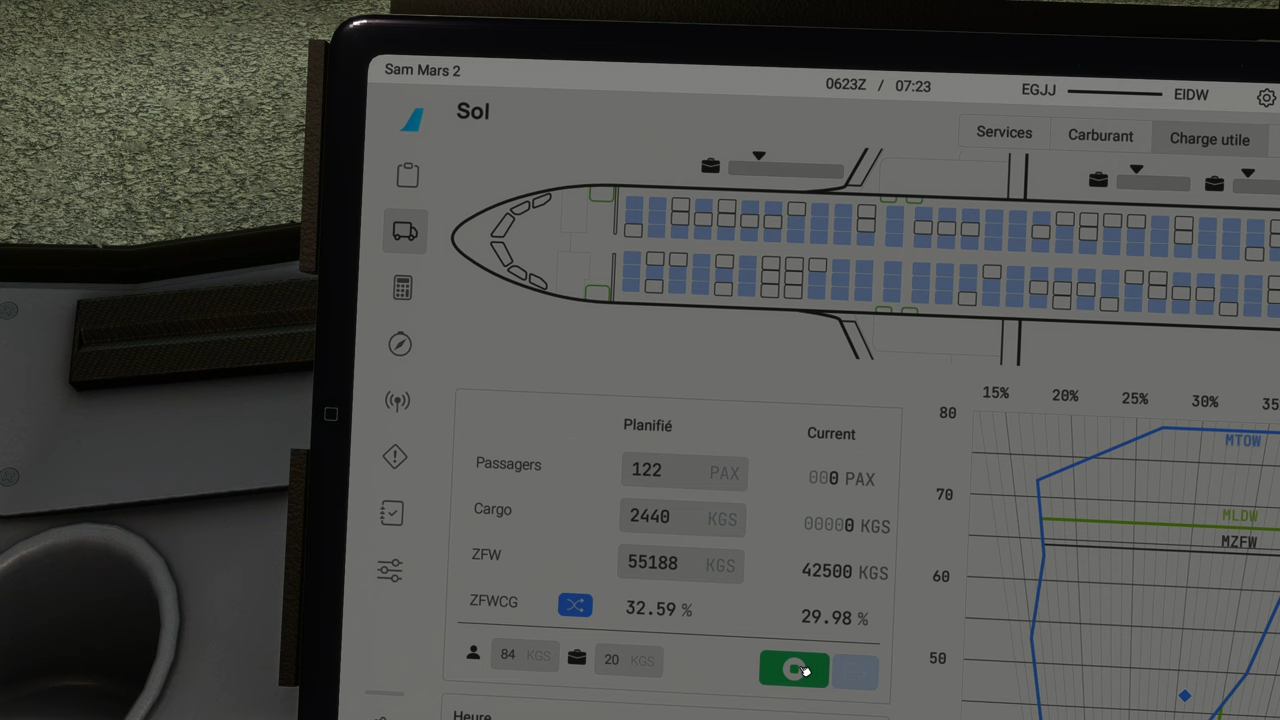 Sam Mars 2
0623Z / 07:23
EGJJ
EIDW
Sol
Services
Carburant
Charge utile
15%
20%
25%
30%
35
Planifié
Current
80
MTOW
Passagers
122 PAX
000 PAX
70
Cargo
2440 KGS
00000 KGS
MLDW
MZFW
ZFW
55188 KGS
42500 KGS
60
ZFWCG
32.59 %
29.98 %
84 KGS
20 KGS
50
Heure